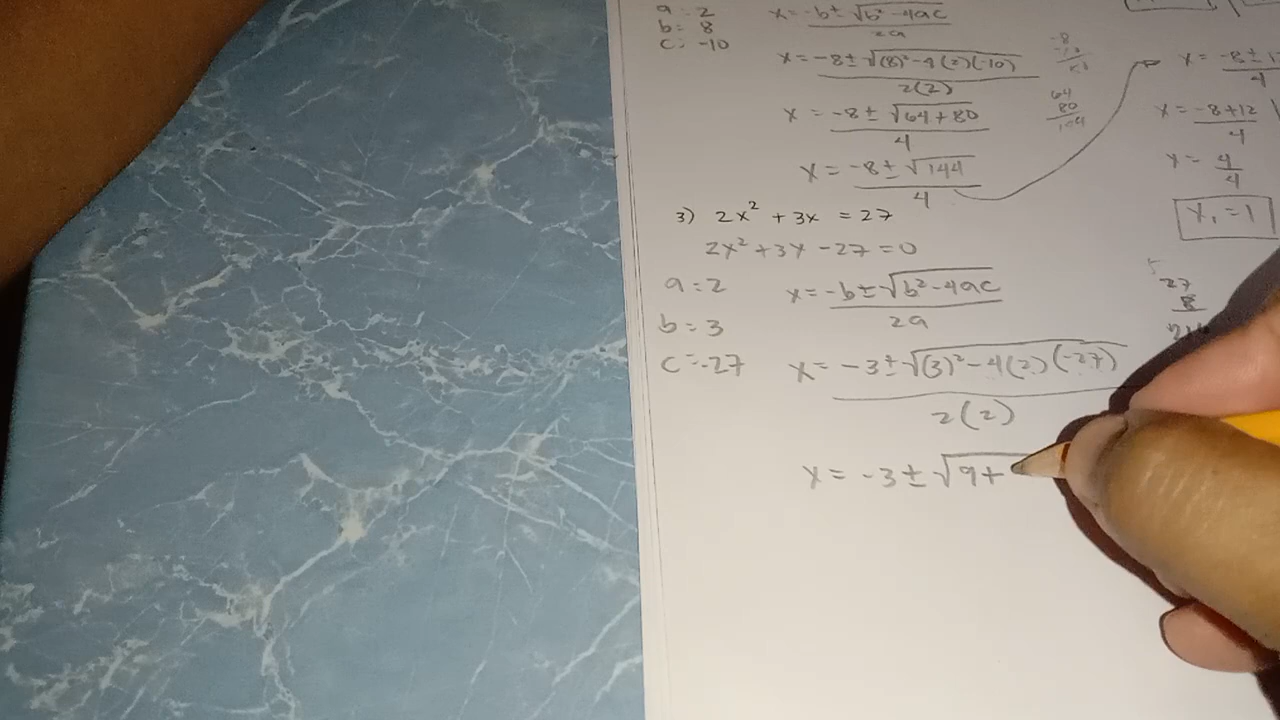 a: 2
b: 8
c: -10
x = -b ± √b² - 4ac
2a
x = -8 ± √(8)² - 4(2)(-10)
2(2)
x = -8 ± √64 + 80
4
x = -8 ± √144
4
64
80
144
x = -8 ±
4
x = -8 + 12
4
x = 4
4
x₁ = 1
3) 2x² + 3x = 27
2x² + 3x - 27 = 0
a: 2
b: 3
c: -27
x = -b ± √b² - 4ac
2a
x = -3 ± √(3)² - 4(2)(-27)
2(2)
x = -3 ± √9 +
27
8